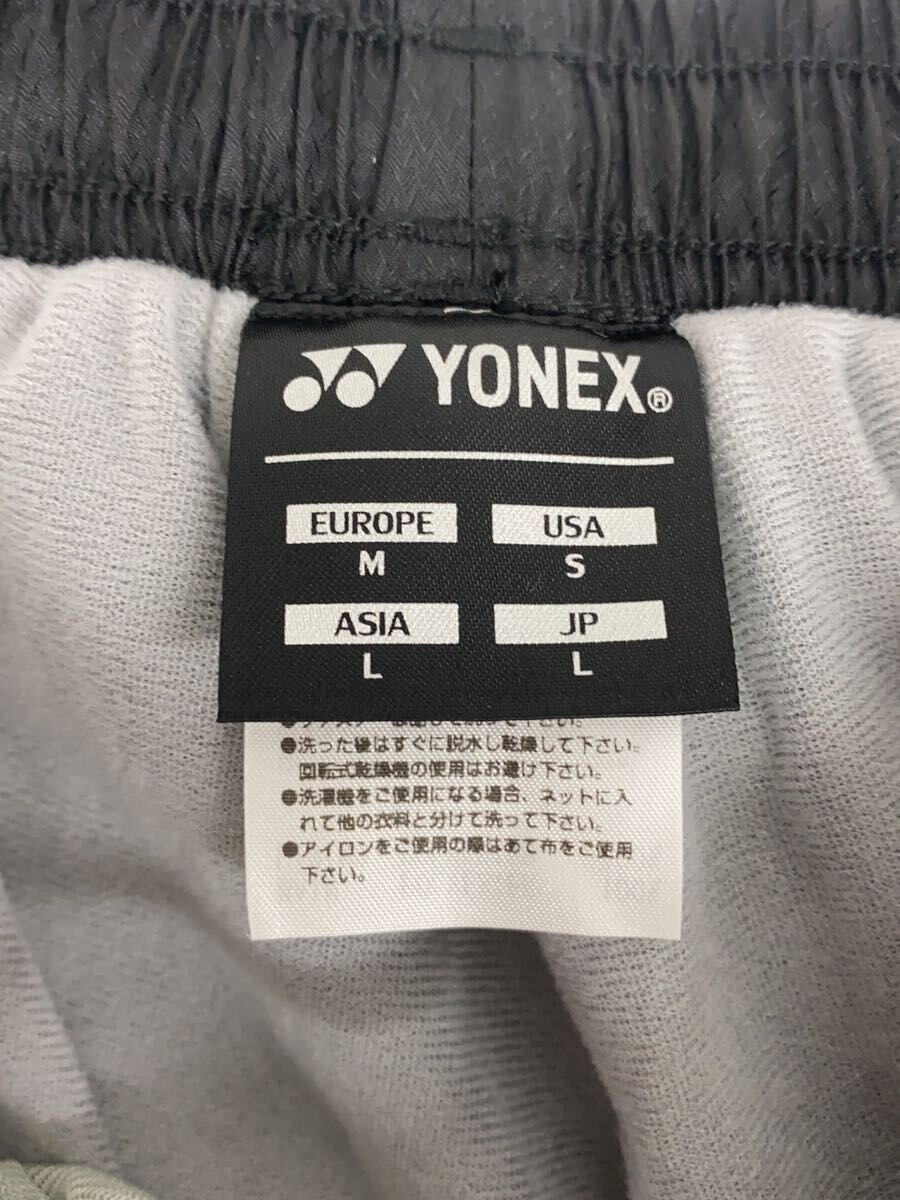 YONEX®
EUROPE
M
USA
S
ASIA
L
JP
L
●洗った後はすぐに脱水し乾燥して下さい。
回転式乾燥機の使用はお避け下さい。
●洗濯機をご使用になる場合、ネットに入
れて他の衣料と分けて洗って下さい。
●アイロンをご使用の際はあて布をご使用
下さい。